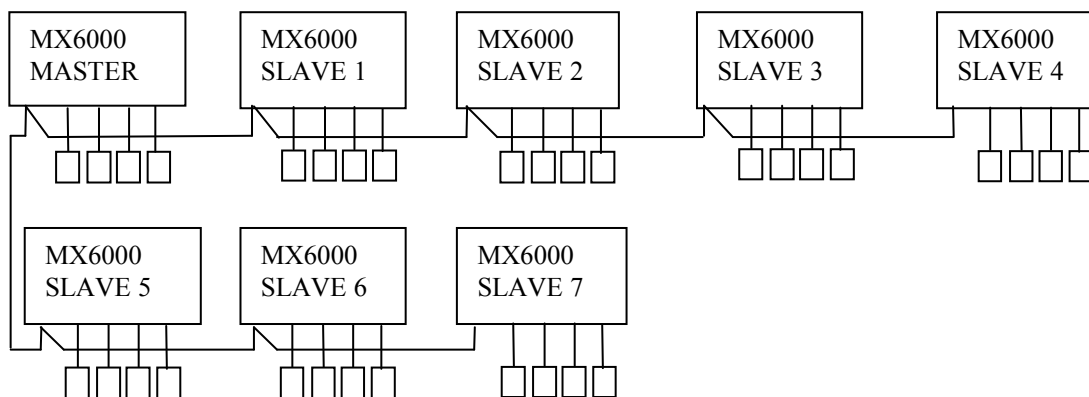 MX6000
MASTER
MX6000
SLAVE 1
MX6000
SLAVE 2
MX6000
SLAVE 3
MX6000
SLAVE 4
MX6000
SLAVE 5
MX6000
SLAVE 6
MX6000
SLAVE 7